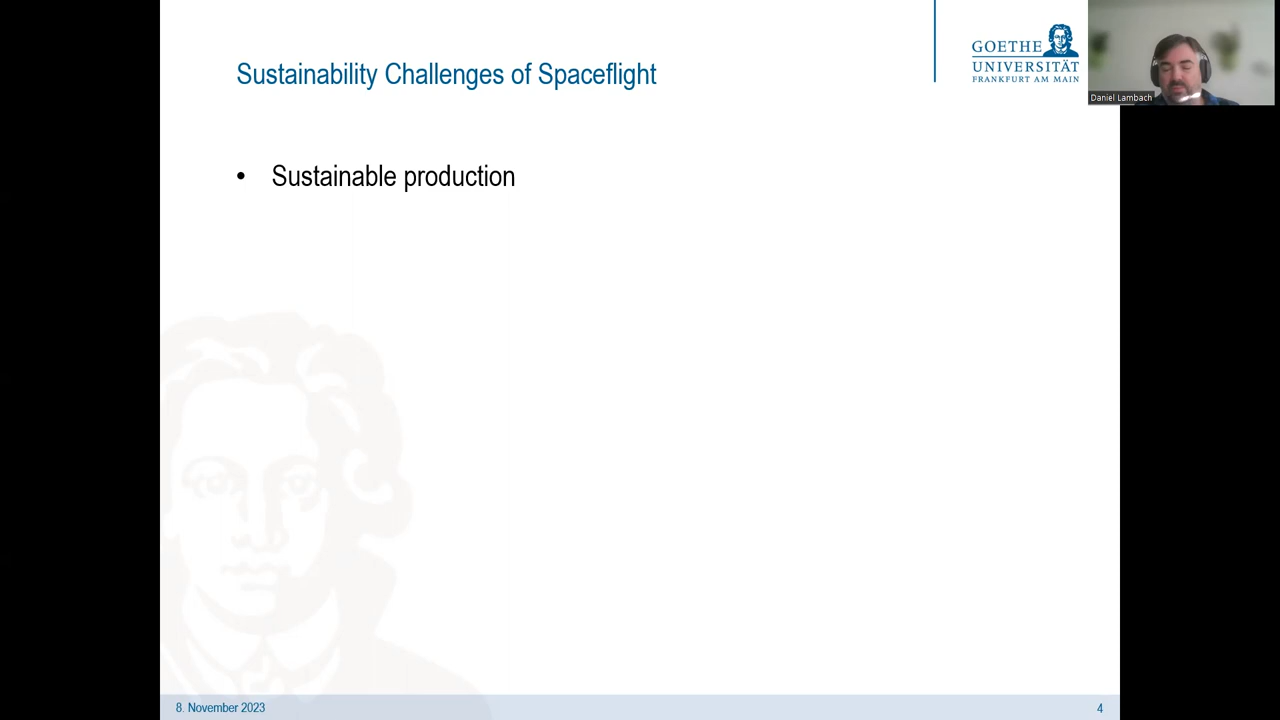 Sustainability Challenges of Spaceflight
GOETHE
UNIVERSITÄT
FRANKFURT AM MAIN
Daniel Lambach
• Sustainable production
8. November 2023
4